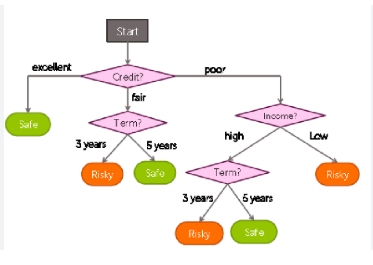 Start
excellent
Credit?
poor
fair
Safe
Term?
Income?
3 years
5 years
high
Low
Risky
Safe
Term?
Risky
3 years
5 years
Risky
Safe